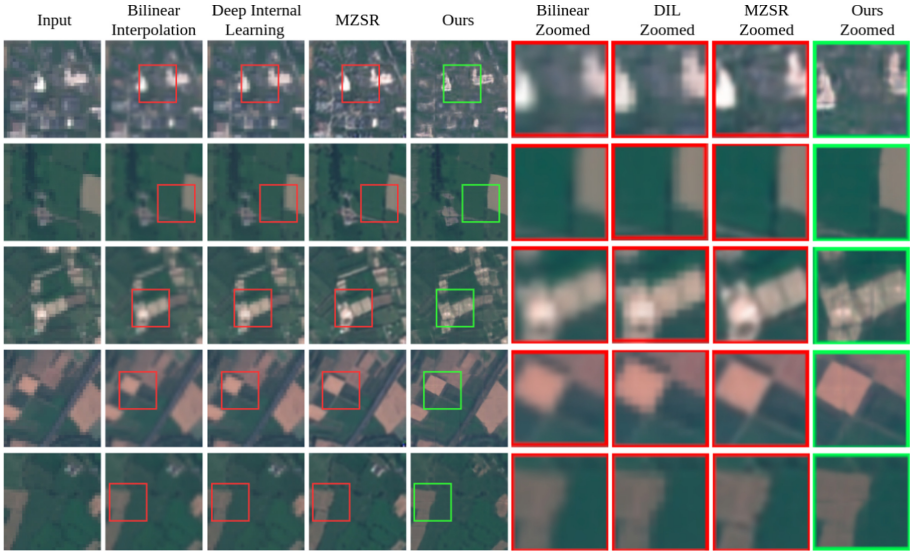 Input
Bilinear
Interpolation
Deep Internal
Learning
MZSR
Ours
Bilinear
Zoomed
DIL
Zoomed
MZSR
Zoomed
Ours
Zoomed